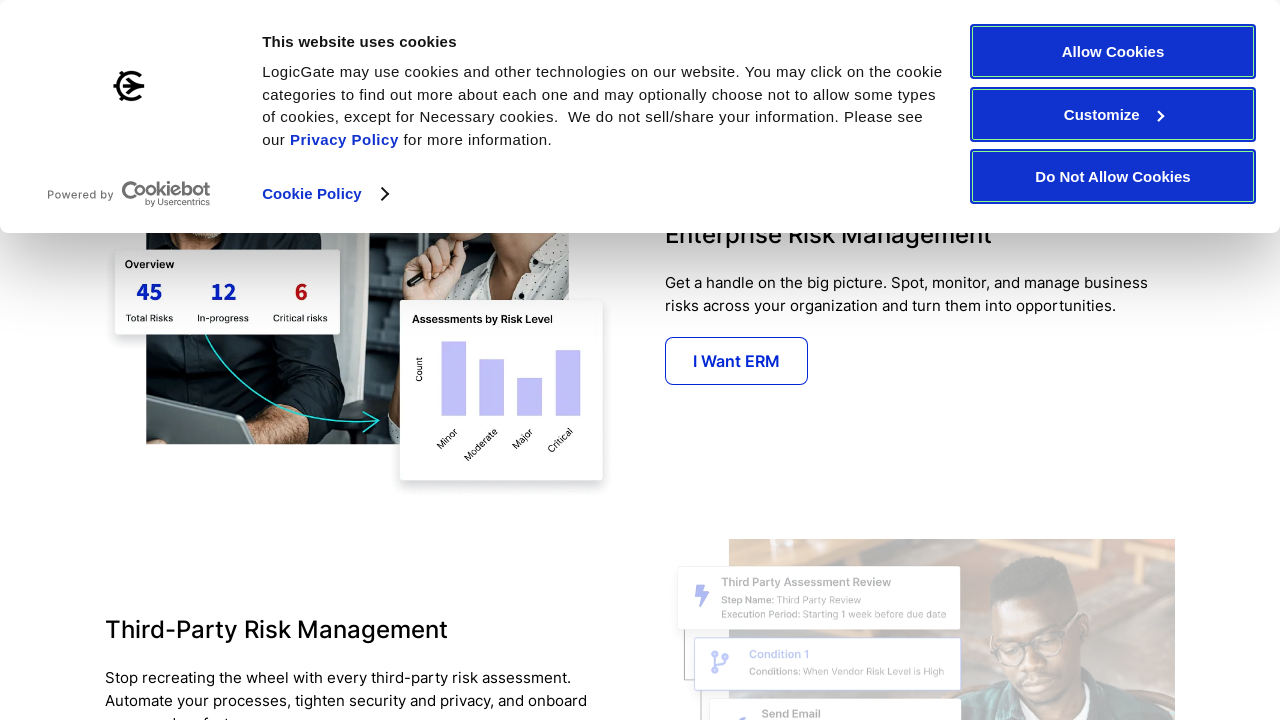 This website uses cookies
LogicGate may use cookies and other technologies on our website. You may click on the cookie
categories to find out more about each one and may optionally choose not to allow some types
of cookies, except for Necessary cookies.  We do not sell/share your information. Please see
our Privacy Policy for more information.
Cookie Policy
Powered by Cookiebot
by Usercentrics
Allow Cookies
Customize
Do Not Allow Cookies
Overview
45 12 6
Total Risks In-progress Critical risks
Assessments by Risk Level
Count
Minor Moderate Major Critical
Enterprise Risk Management
Get a handle on the big picture. Spot, monitor, and manage business
risks across your organization and turn them into opportunities.
I Want ERM
Third-Party Risk Management
Stop recreating the wheel with every third-party risk assessment.
Automate your processes, tighten security and privacy, and onboard
Third Party Assessment Review
Step Name: Third Party Review
Execution Period: Starting 1 week before due date
Condition 1
Conditions: When Vendor Risk Level is High
Send Email